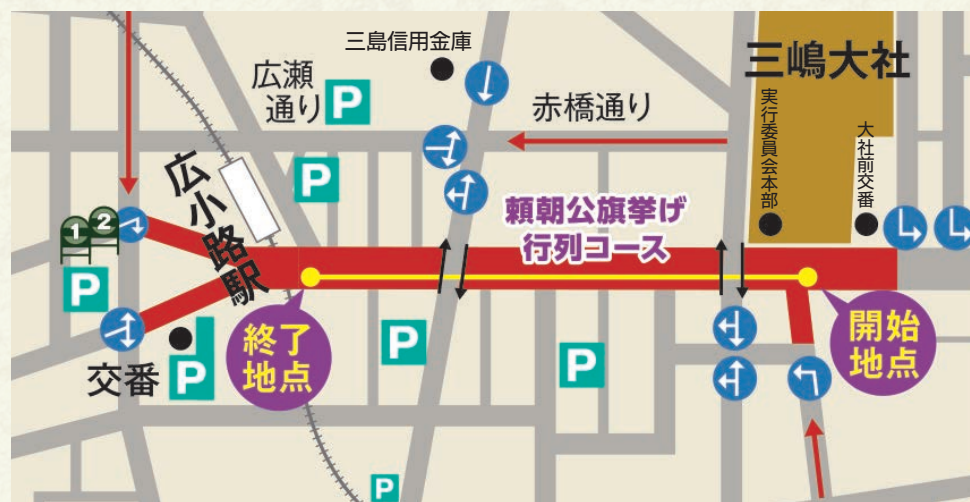 三島信用金庫
広瀬
通り
P
赤橋通り
三嶋大社
実行委員会本部
大社前交番
P
広小路駅
頼朝公旗挙げ
行列コース
1
2
P
終了
地点
開始
地点
P
P
交番
P
P